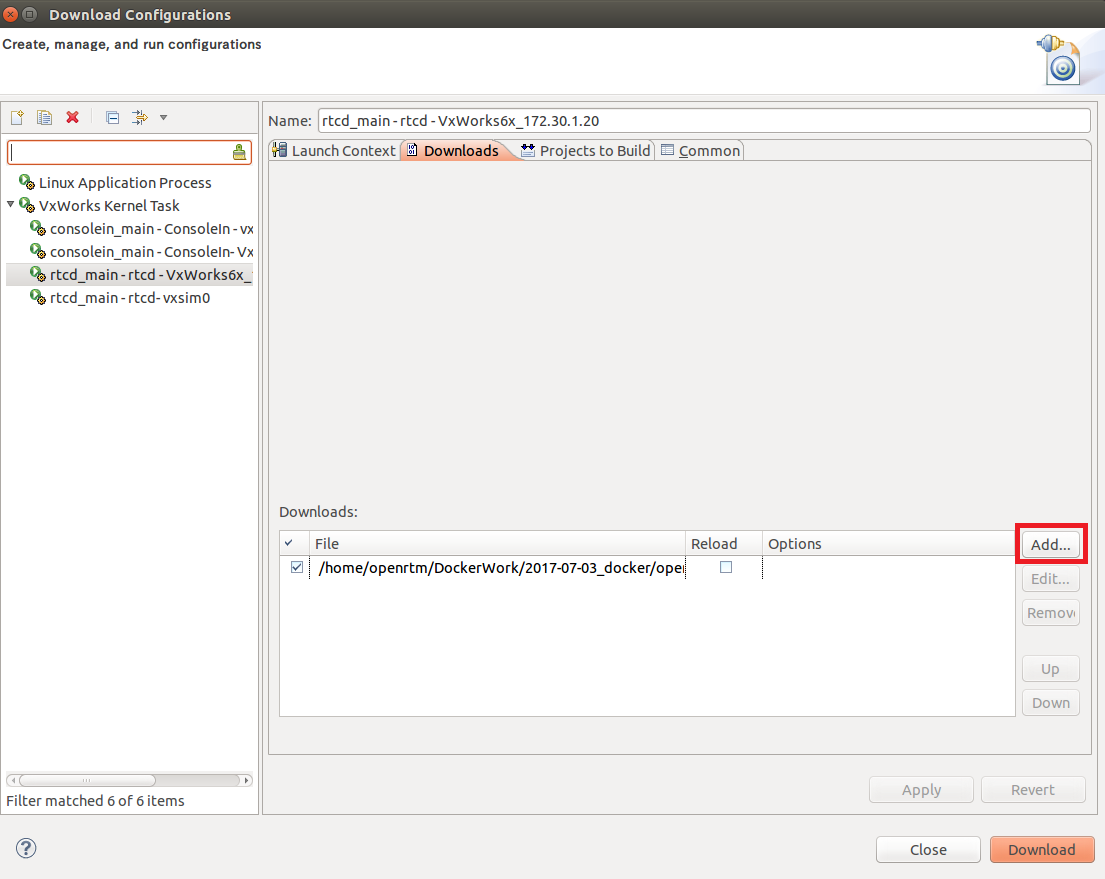 Download Configurations
Create, manage, and run configurations
Name: rtcd_main - rtcd - VxWorks6x_172.30.1.20
Launch Context Downloads Projects to Build Common
Linux Application Process
VxWorks Kernel Task
consolein_main - ConsoleIn - vx
consolein_main - ConsoleIn- Vx
rtcd_main - rtcd - VxWorks6x_
rtcd_main - rtcd- vxsim0
Downloads:
File Reload Options
/home/openrtm/DockerWork/2017-07-03_docker/ope
Add...
Edit...
Remov
Up
Down
Filter matched 6 of 6 items
Apply Revert
Close Download